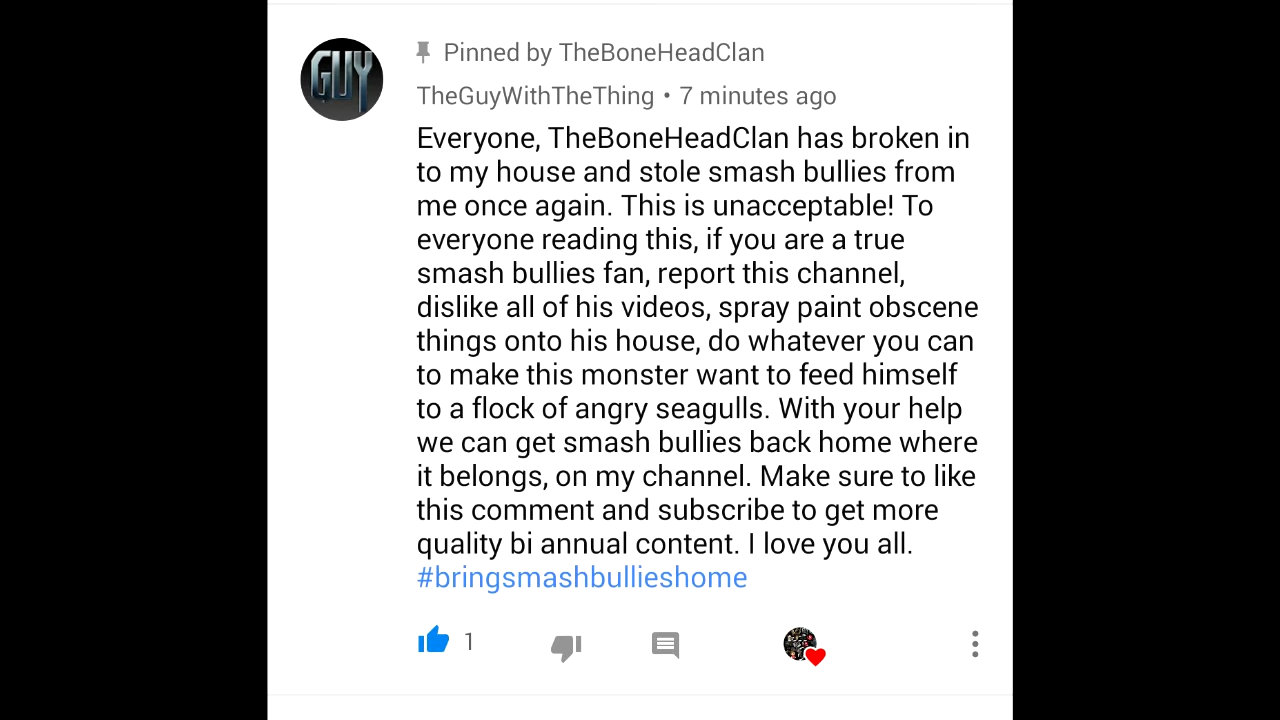 GUY
Pinned by TheBoneHeadClan
TheGuyWithTheThing • 7 minutes ago
Everyone, TheBoneHeadClan has broken in
to my house and stole smash bullies from
me once again. This is unacceptable! To
everyone reading this, if you are a true
smash bullies fan, report this channel,
dislike all of his videos, spray paint obscene
things onto his house, do whatever you can
to make this monster want to feed himself
to a flock of angry seagulls. With your help
we can get smash bullies back home where
it belongs, on my channel. Make sure to like
this comment and subscribe to get more
quality bi annual content. I love you all.
#bringsmashbullieshome
1